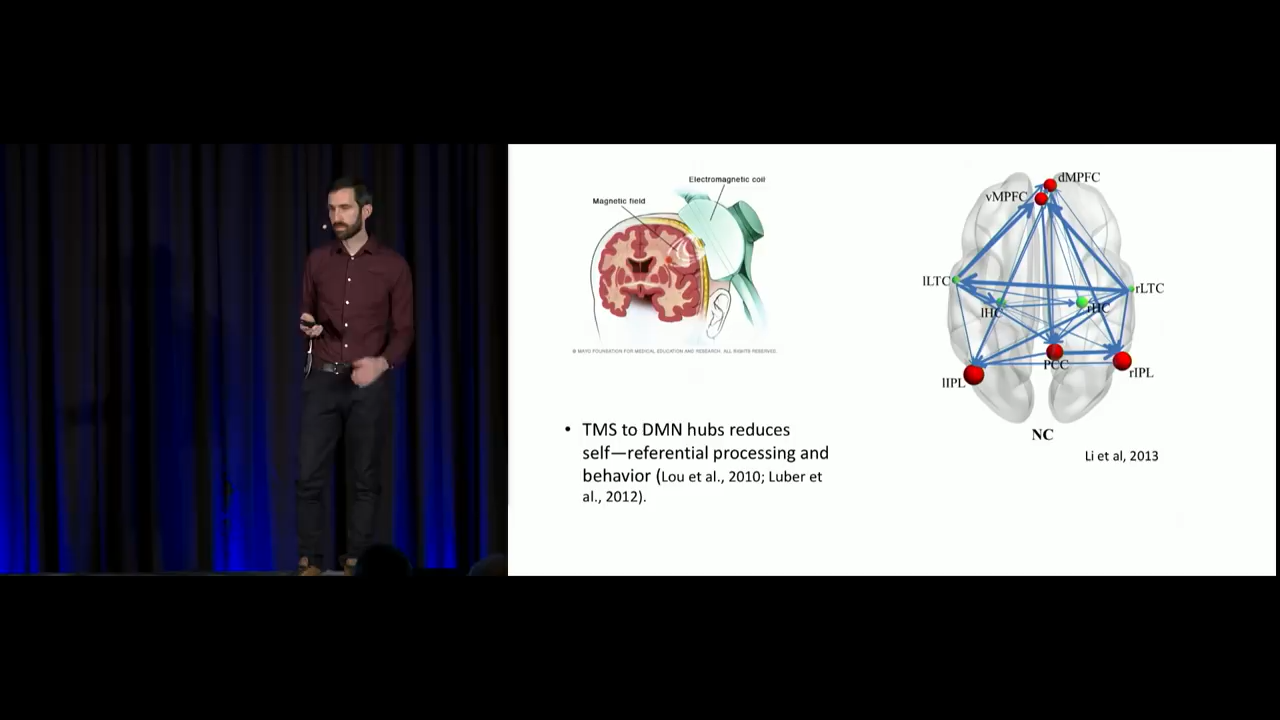 Electromagnetic coil
Magnetic field
© MAYO FOUNDATION FOR MEDICAL EDUCATION AND RESEARCH. ALL RIGHTS RESERVED.
• TMS to DMN hubs reduces
self—referential processing and
behavior (Lou et al., 2010; Luber et
al., 2012).
dMPFC
vMPFC
lLTC
rLTC
lHC
rHC
PCC
lIPL
rIPL
NC
Li et al, 2013